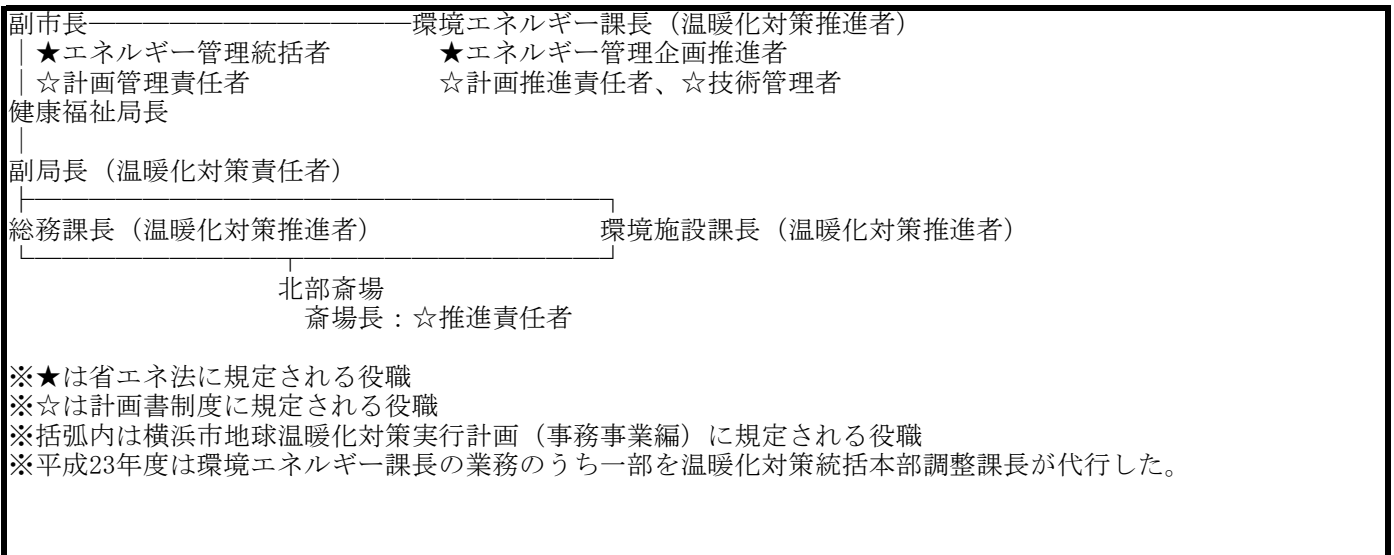 副市長―――――――――――――環境エネルギー課長（温暖化対策推進者）
│★エネルギー管理統括者　　　　★エネルギー管理企画推進者
│☆計画管理責任者　　　　　　　☆計画推進責任者、☆技術管理者
健康福祉局長
│
副局長（温暖化対策責任者）
├―――――――――――――――――――――┐
総務課長（温暖化対策推進者）　　　　　　　　　環境施設課長（温暖化対策推進者）
└――――――――――┬―――――――――――┘
北部斎場
斎場長：☆推進責任者
※★は省エネ法に規定される役職
※☆は計画書制度に規定される役職
※括弧内は横浜市地球温暖化対策実行計画（事務事業編）に規定される役職
※平成23年度は環境エネルギー課長の業務のうち一部を温暖化対策統括本部調整課長が代行した。